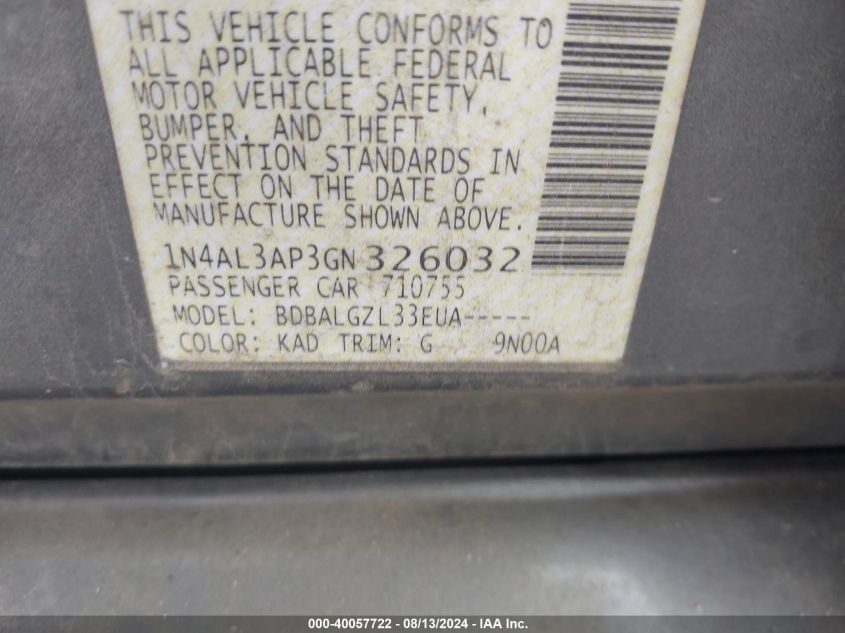 THIS VEHICLE CONFORMS TO
ALL APPLICABLE FEDERAL
MOTOR VEHICLE SAFETY,
BUMPER, AND THEFT
PREVENTION STANDARDS IN
EFFECT ON THE DATE OF
MANUFACTURE SHOWN ABOVE.
1N4AL3AP3GN326032
PASSENGER CAR 710755
MODEL: BDBALGZL33EUA-----
COLOR: KAD TRIM: G 9N00A
000-40057722 - 08/13/2024 - IAA Inc.